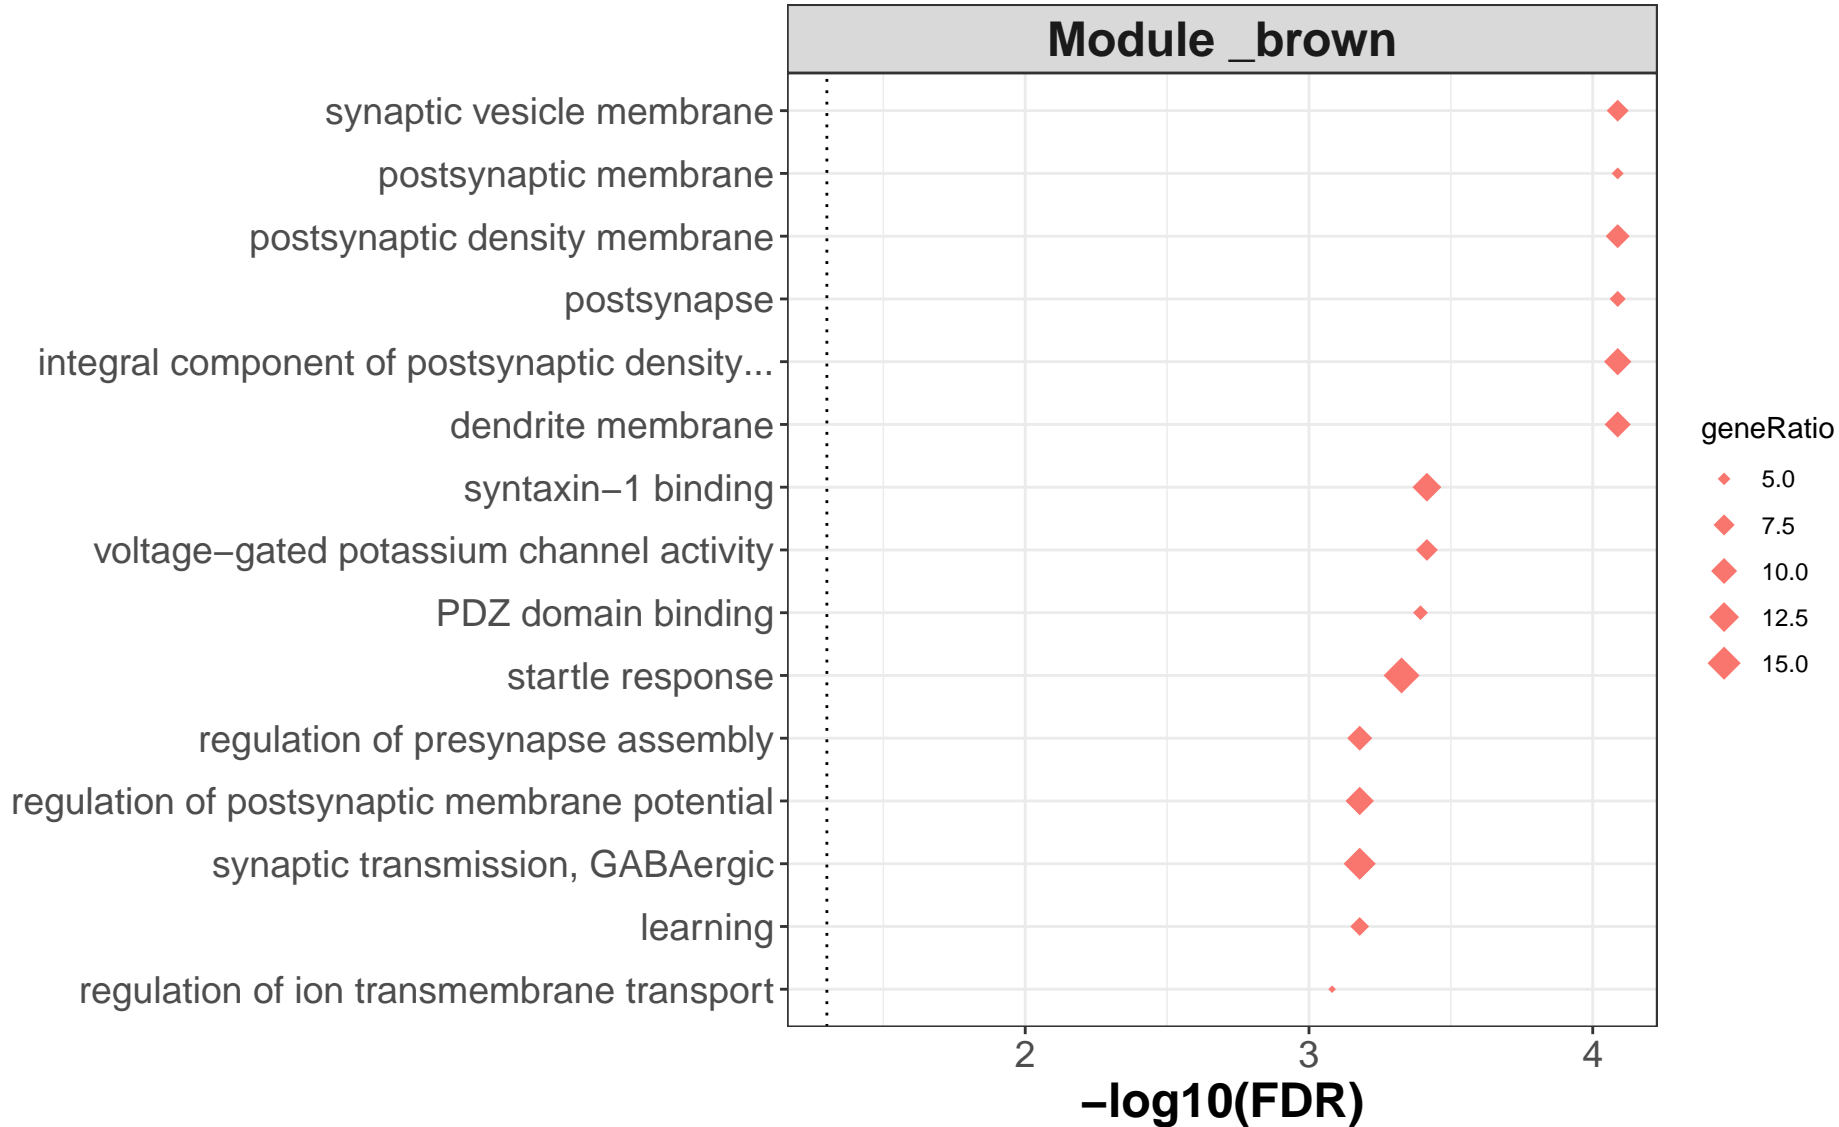 Module _brown
synaptic vesicle membrane
postsynaptic membrane
postsynaptic density membrane
postsynapse
integral component of postsynaptic density...
dendrite membrane
syntaxin−1 binding
voltage−gated potassium channel activity
PDZ domain binding
startle response
regulation of presynapse assembly
regulation of postsynaptic membrane potential
synaptic transmission, GABAergic
learning
regulation of ion transmembrane transport
2 3 4
−log10(FDR)
geneRatio
5.0
7.5
10.0
12.5
15.0